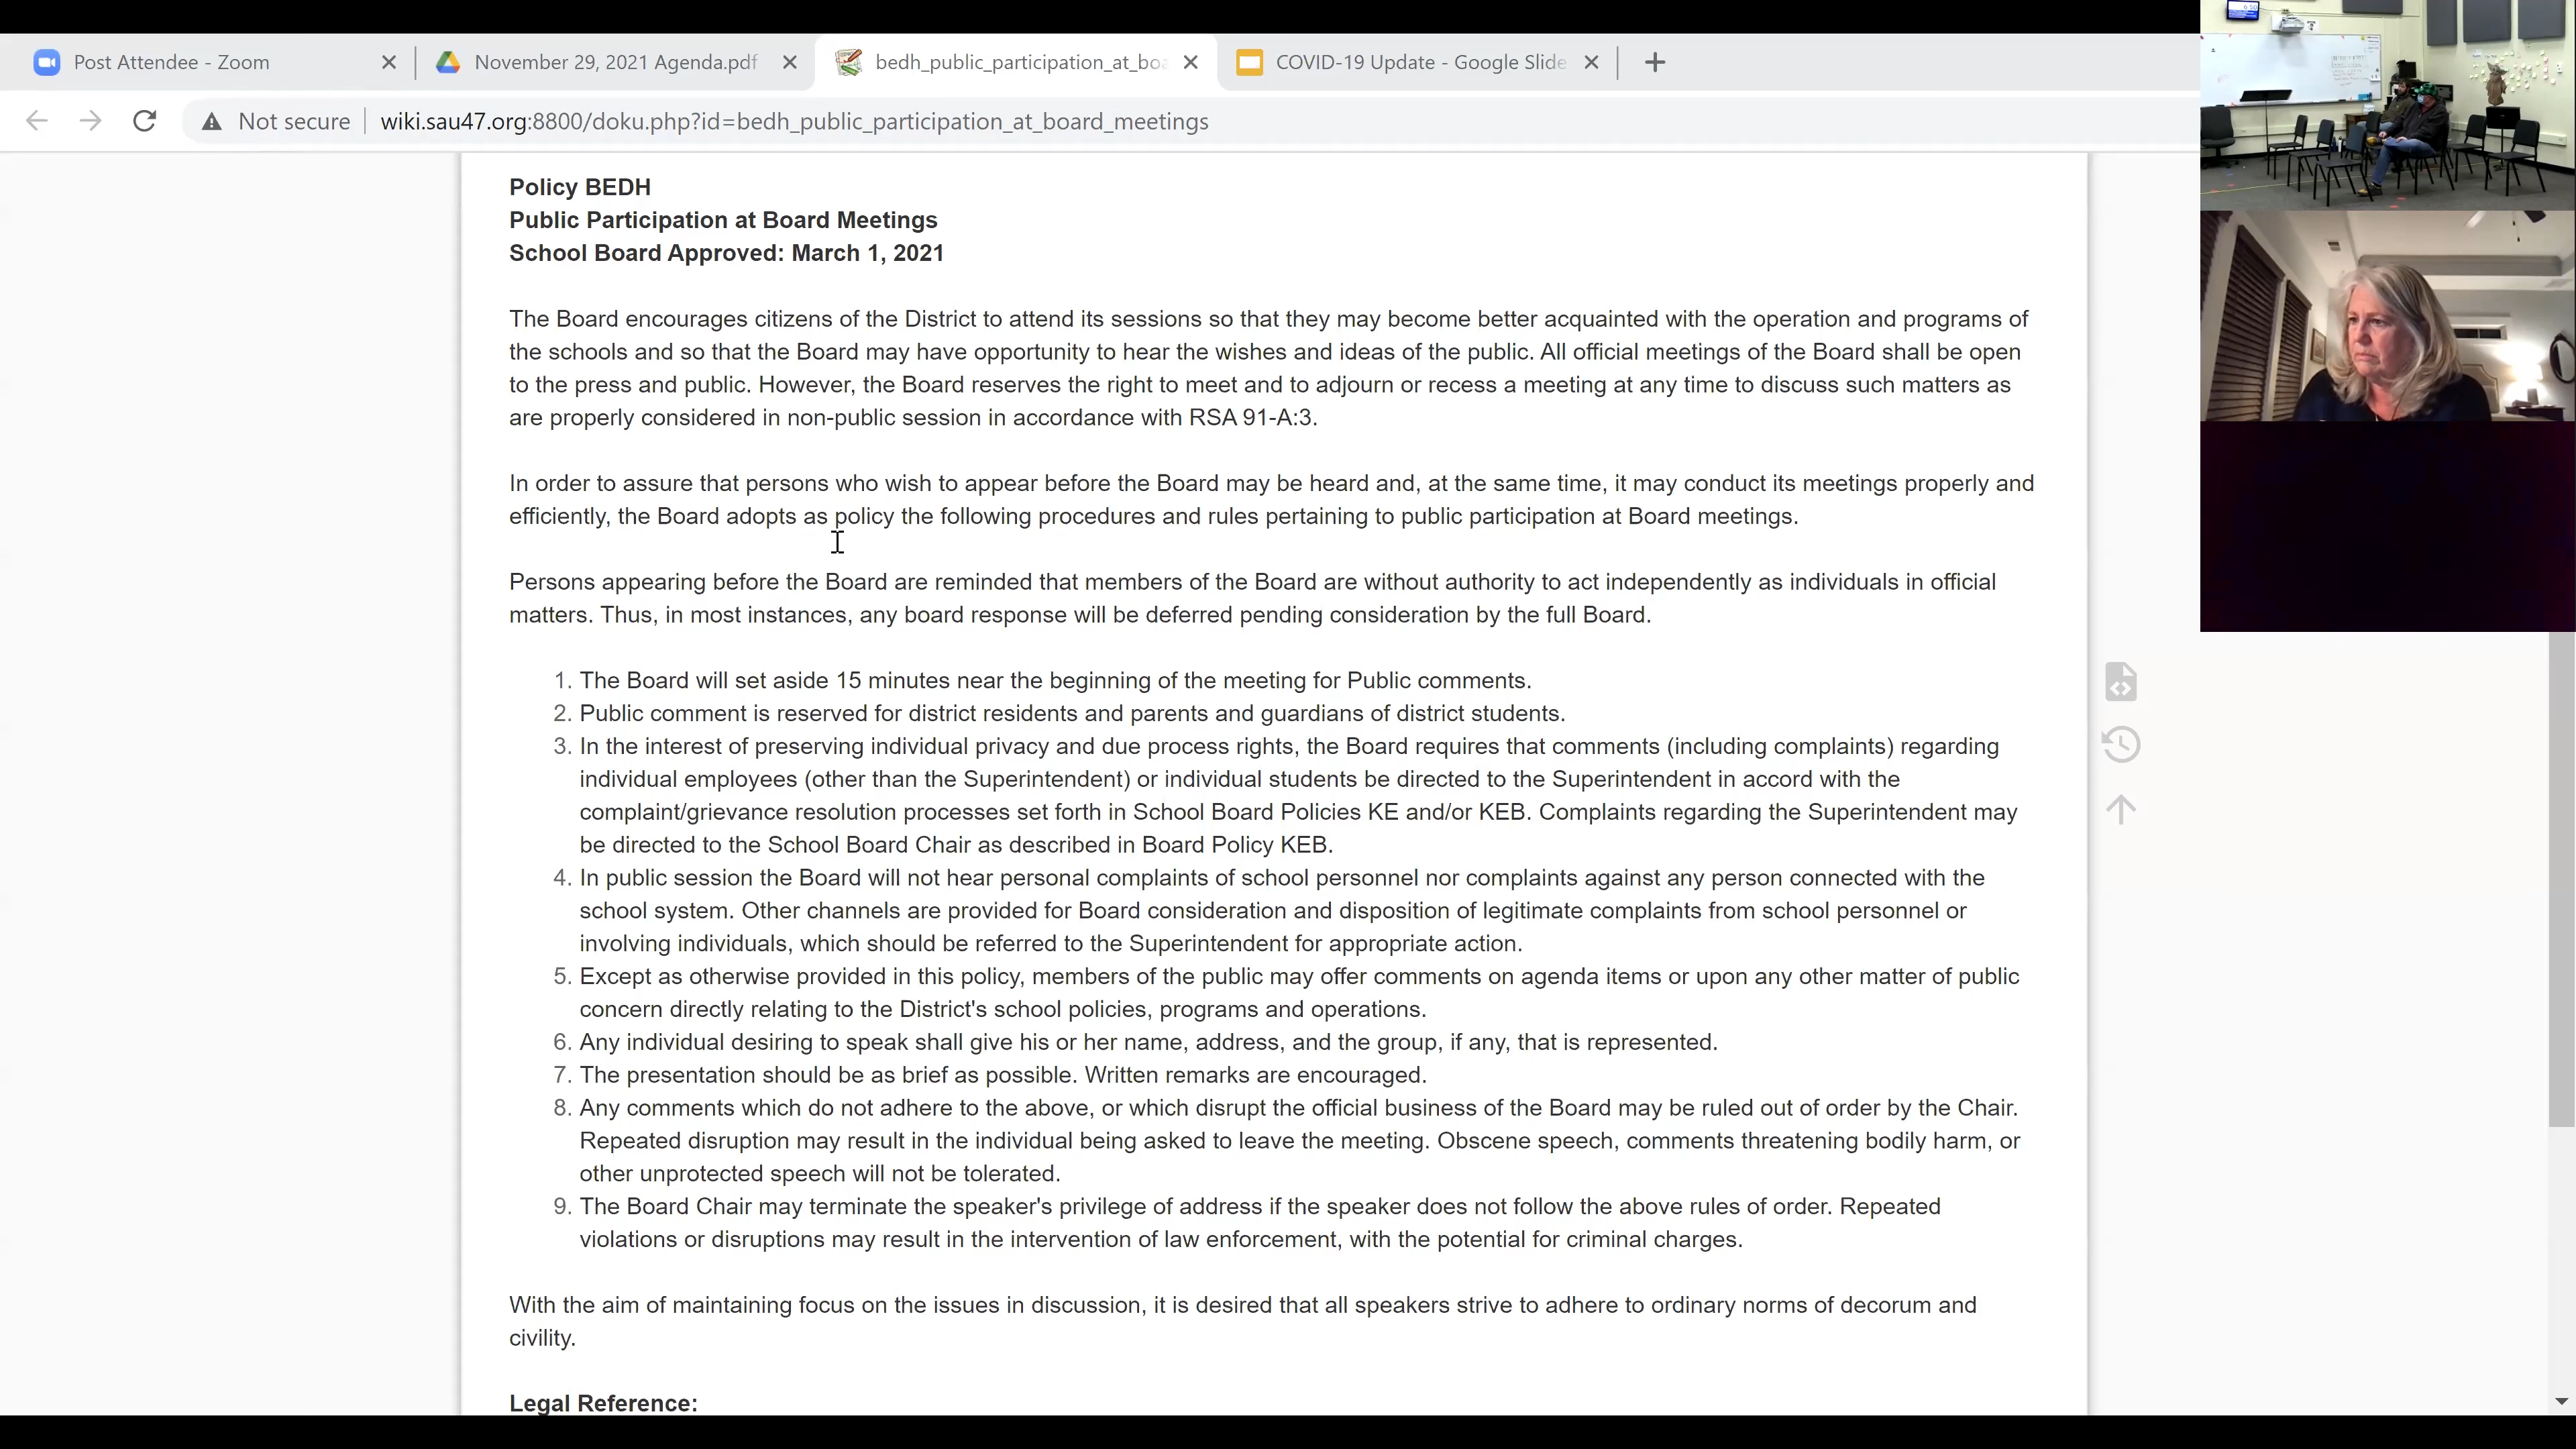 Post Attendee - Zoom
November 29, 2021 Agenda.pdf
bedh_public_participation_at_boa
COVID-19 Update - Google Slide
Not secure
wiki.sau47.org:8800/doku.php?id=bedh_public_participation_at_board_meetings
Policy BEDH
Public Participation at Board Meetings
School Board Approved: March 1, 2021
The Board encourages citizens of the District to attend its sessions so that they may become better acquainted with the operation and programs of
the schools and so that the Board may have opportunity to hear the wishes and ideas of the public. All official meetings of the Board shall be open
to the press and public. However, the Board reserves the right to meet and to adjourn or recess a meeting at any time to discuss such matters as
are properly considered in non-public session in accordance with RSA 91-A:3.
In order to assure that persons who wish to appear before the Board may be heard and, at the same time, it may conduct its meetings properly and
efficiently, the Board adopts as policy the following procedures and rules pertaining to public participation at Board meetings.
Persons appearing before the Board are reminded that members of the Board are without authority to act independently as individuals in official
matters. Thus, in most instances, any board response will be deferred pending consideration by the full Board.
1. The Board will set aside 15 minutes near the beginning of the meeting for Public comments.
2. Public comment is reserved for district residents and parents and guardians of district students.
3. In the interest of preserving individual privacy and due process rights, the Board requires that comments (including complaints) regarding
individual employees (other than the Superintendent) or individual students be directed to the Superintendent in accord with the
complaint/grievance resolution processes set forth in School Board Policies KE and/or KEB. Complaints regarding the Superintendent may
be directed to the School Board Chair as described in Board Policy KEB.
4. In public session the Board will not hear personal complaints of school personnel nor complaints against any person connected with the
school system. Other channels are provided for Board consideration and disposition of legitimate complaints from school personnel or
involving individuals, which should be referred to the Superintendent for appropriate action.
5. Except as otherwise provided in this policy, members of the public may offer comments on agenda items or upon any other matter of public
concern directly relating to the District's school policies, programs and operations.
6. Any individual desiring to speak shall give his or her name, address, and the group, if any, that is represented.
7. The presentation should be as brief as possible. Written remarks are encouraged.
8. Any comments which do not adhere to the above, or which disrupt the official business of the Board may be ruled out of order by the Chair.
Repeated disruption may result in the individual being asked to leave the meeting. Obscene speech, comments threatening bodily harm, or
other unprotected speech will not be tolerated.
9. The Board Chair may terminate the speaker's privilege of address if the speaker does not follow the above rules of order. Repeated
violations or disruptions may result in the intervention of law enforcement, with the potential for criminal charges.
With the aim of maintaining focus on the issues in discussion, it is desired that all speakers strive to adhere to ordinary norms of decorum and
civility.
Legal Reference: